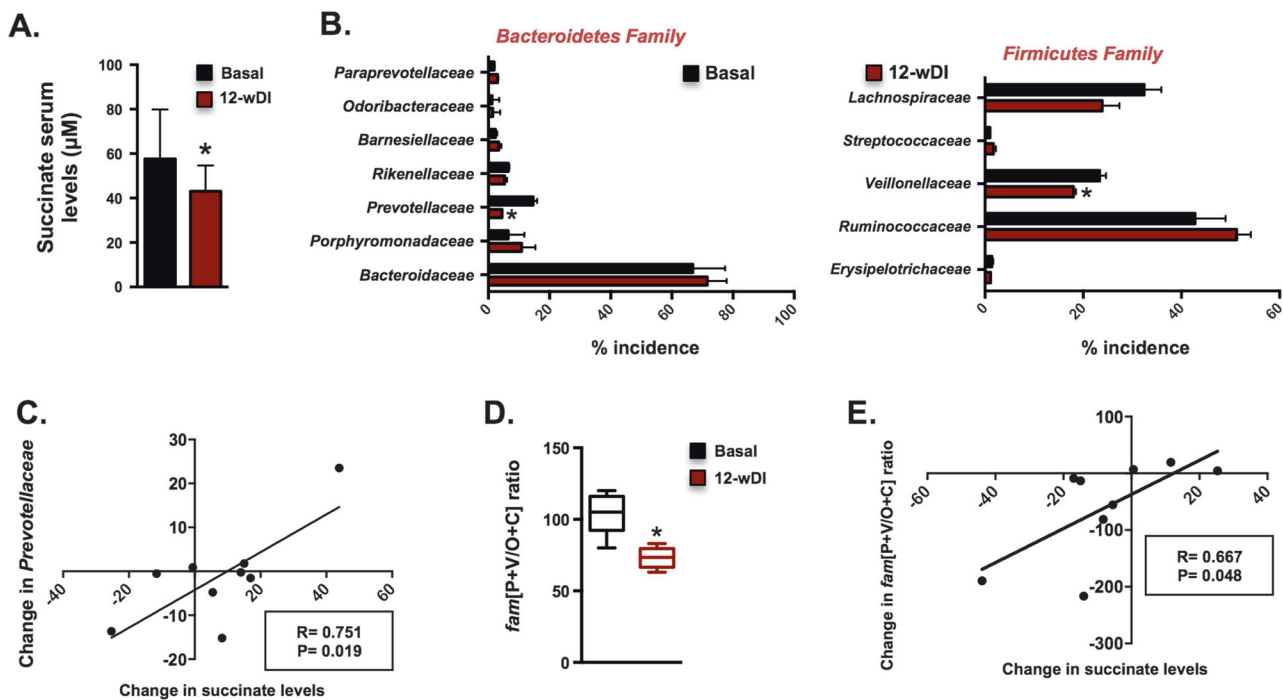 A.
Basal
12-wDI
Succinate serum
levels (µM)
100
80
60
40
20
0
*
B.
Bacteroidetes Family
Basal
Paraprevotellaceae
Odoribacteraceae
Barnesiellaceae
Rikenellaceae
Prevotellaceae
*
Porphyromonadaceae
Bacteroidaceae
0
20
40
60
80
100
% incidence
Firmicutes Family
12-wDI
Lachnospiraceae
Streptococcaceae
Veillonellaceae
*
Ruminococcaceae
Erysipelotrichaceae
0
20
40
60
% incidence
C.
Change in Prevotellaceae
30
20
10
-10
-20
-20
20
40
60
R= 0.751
P= 0.019
Change in succinate levels
D.
Basal
12-wDI
fam[P+V/O+C] ratio
150
100
50
0
*
E.
Change in fam[P+V/O+C] ratio
100
-100
-200
-300
-60
-40
-20
20
40
R= 0.667
P= 0.048
Change in succinate levels